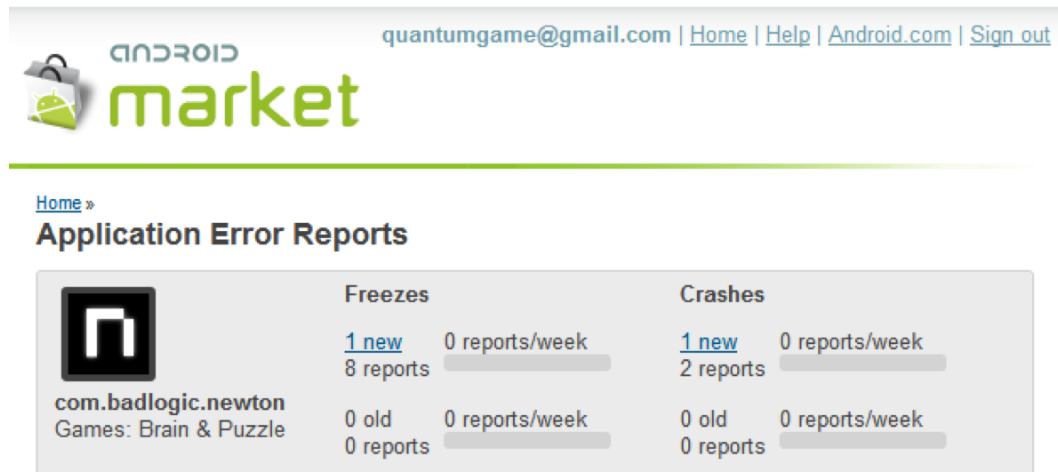 quantumgame@gmail.com | Home | Help | Android.com | Sign out
ANDROID
market
Home »
Application Error Reports
n
com.badlogic.newton
Games: Brain & Puzzle
Freezes
1 new 0 reports/week
8 reports
0 old 0 reports/week
0 reports
Crashes
1 new 0 reports/week
2 reports
0 old 0 reports/week
0 reports